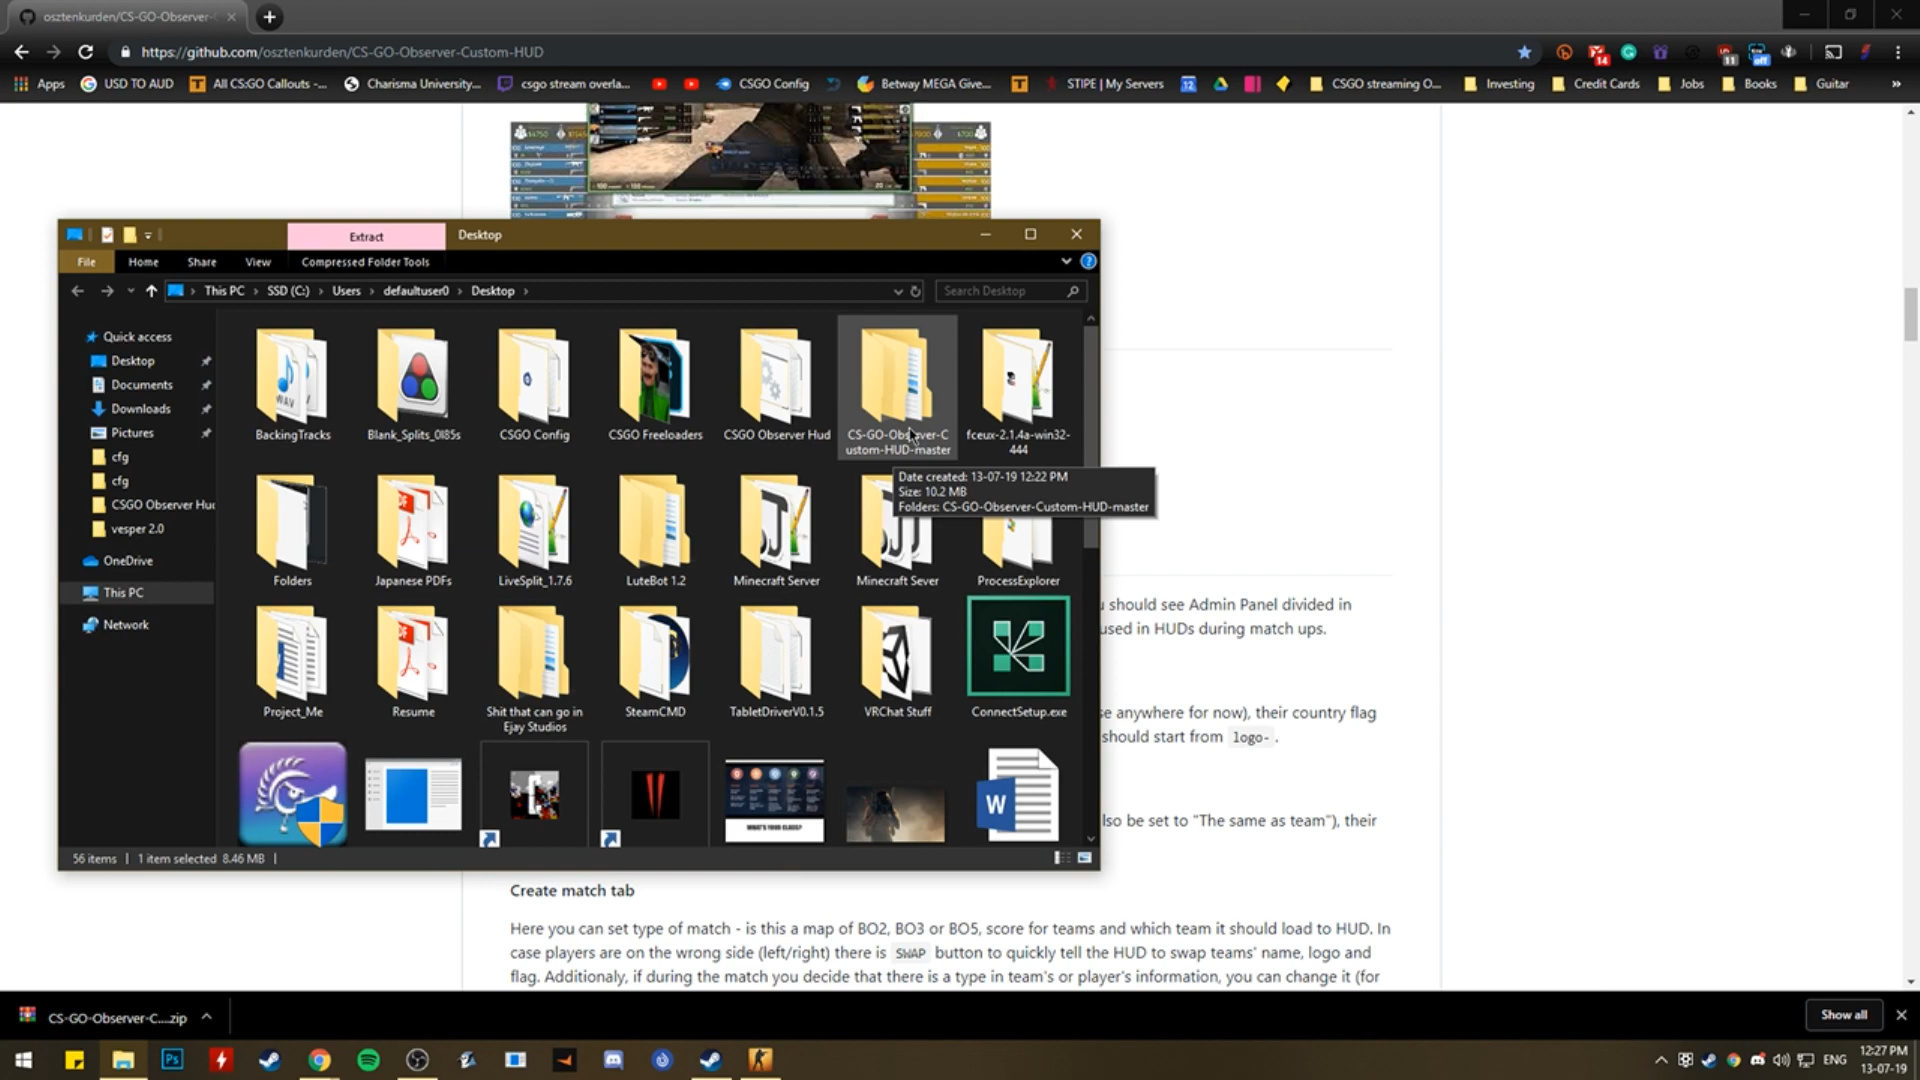 osztenkurden/CS-GO-Observer-
https://github.com/osztenkurden/CS-GO-Observer-Custom-HUD
14
11
off
Apps
USD TO AUD
All CS:GO Callouts -...
Charisma University...
csgo stream overla...
CSGO Config
Betway MEGA Give...
STIPE | My Servers
12
CSGO streaming O...
Investing
Credit Cards
Jobs
Books
Guitar
»
Extract
Desktop
File
Home
Share
View
Compressed Folder Tools
This PC
SSD (C:)
Users
defaultuser0
Desktop
Search Desktop
Quick access
Desktop
Documents
Downloads
Pictures
cfg
cfg
CSGO Observer Huc
vesper 2.0
OneDrive
This PC
Network
BackingTracks
Blank_Splits_0l85s
CSGO Config
CSGO Freeloaders
CSGO Observer Hud
CS-GO-Observer-C
ustom-HUD-master
fceux-2.1.4a-win32-
444
Date created: 13-07-19 12:22 PM
Size: 10.2 MB
Folders: CS-GO-Observer-Custom-HUD-master
Folders
Japanese PDFs
LiveSplit_1.7.6
LuteBot 1.2
Minecraft Server
Minecraft Sever
ProcessExplorer
Project_Me
Resume
Shit that can go in
Ejay Studios
SteamCMD
TabletDriverV0.1.5
VRChat Stuff
ConnectSetup.exe
WHAT'S YOUR CLASS?
W
56 items
1 item selected 8.46 MB
should see Admin Panel divided in
used in HUDs during match ups.
se anywhere for now), their country flag
should start from logo- .
lso be set to "The same as team"), their
Create match tab
Here you can set type of match - is this a map of BO2, BO3 or BO5, score for teams and which team it should load to HUD. In
case players are on the wrong side (left/right) there is SWAP button to quickly tell the HUD to swap teams' name, logo and
flag. Additionaly, if during the match you decide that there is a type in team's or player's information, you can change it (for
CS-GO-Observer-C....zip
Show all
Ps
ENG
12:27 PM
13-07-19